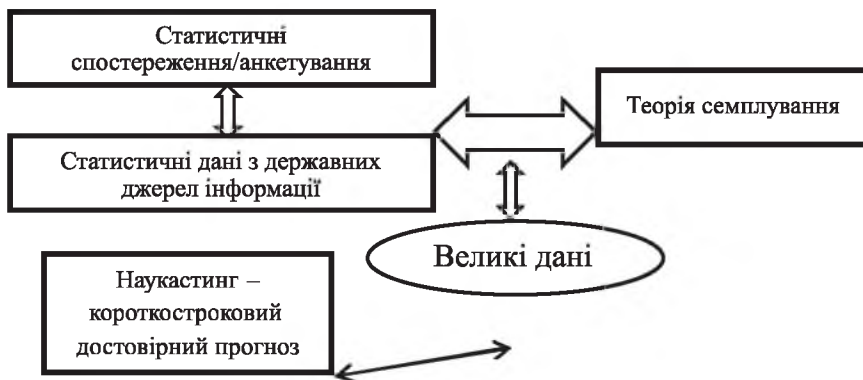 Статистичні
спостереження/анкетування
Теорія семплування
Статистичні дані з державних
джерел інформації
Великі дані
Наукастинг –
короткостроковий
достовірний прогноз